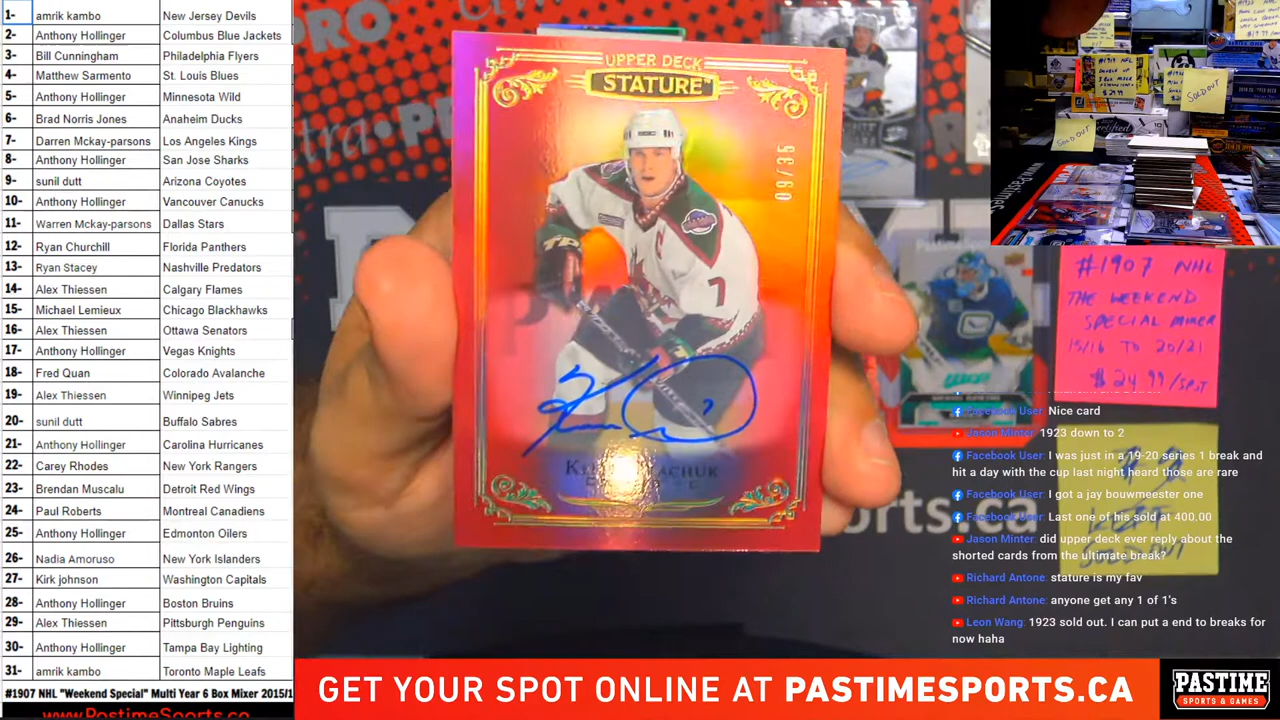 1- amrik kambo New Jersey Devils
2- Anthony Hollinger Columbus Blue Jackets
3- Bill Cunningham Philadelphia Flyers
4- Matthew Sarmento St. Louis Blues
5- Anthony Hollinger Minnesota Wild
6- Brad Norris Jones Anaheim Ducks
7- Darren Mckay-parsons Los Angeles Kings
8- Anthony Hollinger San Jose Sharks
9- sunil dutt Arizona Coyotes
10- Anthony Hollinger Vancouver Canucks
11- Warren Mckay-parsons Dallas Stars
12- Ryan Churchill Florida Panthers
13- Ryan Stacey Nashville Predators
14- Alex Thiessen Calgary Flames
15- Michael Lemieux Chicago Blackhawks
16- Alex Thiessen Ottawa Senators
17- Anthony Hollinger Vegas Knights
18- Fred Quan Colorado Avalanche
19- Alex Thiessen Winnipeg Jets
20- sunil dutt Buffalo Sabres
21- Anthony Hollinger Carolina Hurricanes
22- Carey Rhodes New York Rangers
23- Brendan Muscalu Detroit Red Wings
24- Paul Roberts Montreal Canadiens
25- Anthony Hollinger Edmonton Oilers
26- Nadia Amoruso New York Islanders
27- Kirk johnson Washington Capitals
28- Anthony Hollinger Boston Bruins
29- Alex Thiessen Pittsburgh Penguins
30- Anthony Hollinger Tampa Bay Lighting
31- amrik kambo Toronto Maple Leafs
#1907 NHL "Weekend Special" Multi Year 6 Box Mixer 2015/1
www.PastimeSports.ca
UPPER DECK
STATURE
09/35
7
SOLD OUT
SOLD OUT
#1907 NHL
THE WEEKEND
SPECIAL MIXER
15/16 TO 20/21
$24.99/SPOT
Facebook User: Nice card
Jason Minter: 1923 down to 2
Facebook User: I was just in a 19-20 series 1 break and
hit a day with the cup last night heard those are rare
Facebook User: I got a jay bouwmeester one
Facebook User: Last one of his sold at 400.00
Jason Minter: did upper deck ever reply about the
shorted cards from the ultimate break?
Richard Antone: stature is my fav
Richard Antone: anyone get any 1 of 1's
Leon Wang: 1923 sold out. I can put a end to breaks for
now haha
GET YOUR SPOT ONLINE AT PASTIMESPORTS.CA
PASTIME
SPORTS & GAMES